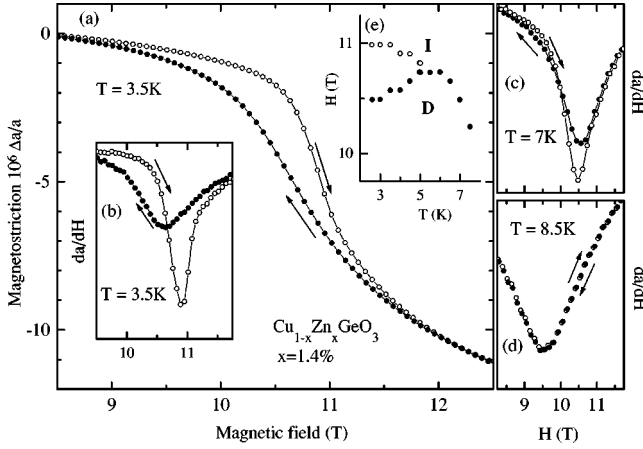 (a)
0
-5
-10
Magnetostriction 10⁶ Δa/a
T = 3.5K
9
10
11
12
Magnetic field (T)
Cu₁₋ₓZnₓGeO₃
x=1.4%
(b)
da/dH
T = 3.5K
10
11
(e)
11
10
H (T)
I
D
3
4
5
6
7
T (K)
(c)
T = 7K
da/dH
T = 8.5K
(d)
da/dH
9
10
11
H (T)